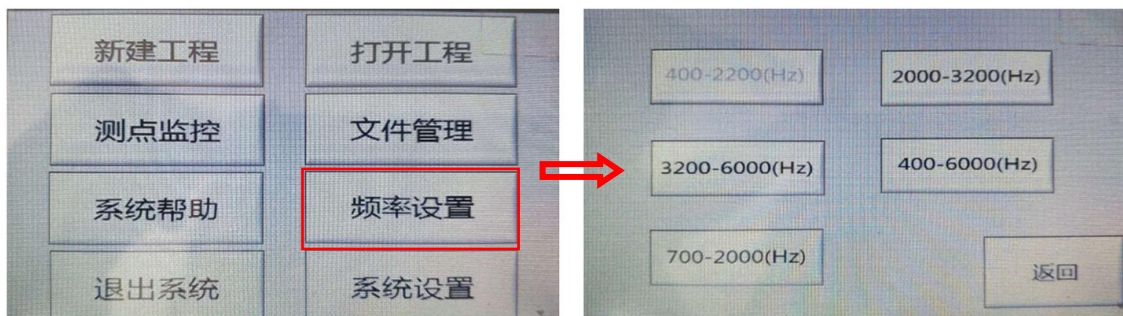 新建工程
打开工程
测点监控
文件管理
系统帮助
频率设置
退出系统
系统设置
400-2200(Hz)
2000-3200(Hz)
3200-6000(Hz)
400-6000(Hz)
700-2000(Hz)
返回